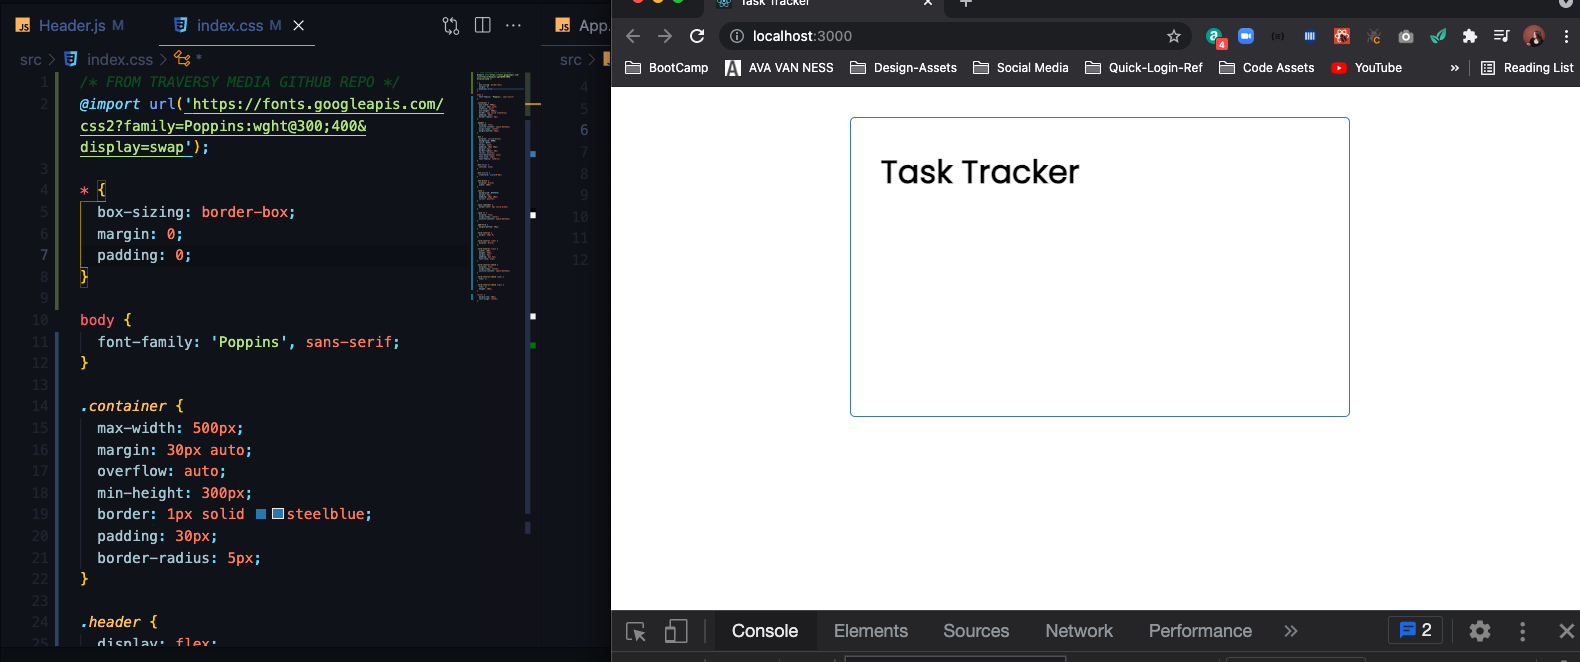 Header.js M
index.css M
App.
src > index.css > *
src >
1 /* FROM TRAVERSY MEDIA GITHUB REPO */
2 @import url('https://fonts.googleapis.com/
css2?family=Poppins:wght@300;400&
display=swap');
3
4 * {
5 box-sizing: border-box;
6 margin: 0;
7 padding: 0;
8 }
9
10 body {
11 font-family: 'Poppins', sans-serif;
12 }
13
14 .container {
15 max-width: 500px;
16 margin: 30px auto;
17 overflow: auto;
18 min-height: 300px;
19 border: 1px solid steelblue;
20 padding: 30px;
21 border-radius: 5px;
22 }
23
24 .header {
25 display: flex;
4
5
6
7
8
9
10
11
12
Task Tracker
localhost:3000
4
BootCamp
AVA VAN NESS
Design-Assets
Social Media
Quick-Login-Ref
Code Assets
YouTube
»
Reading List
Task Tracker
Console
Elements
Sources
Network
Performance
»
2